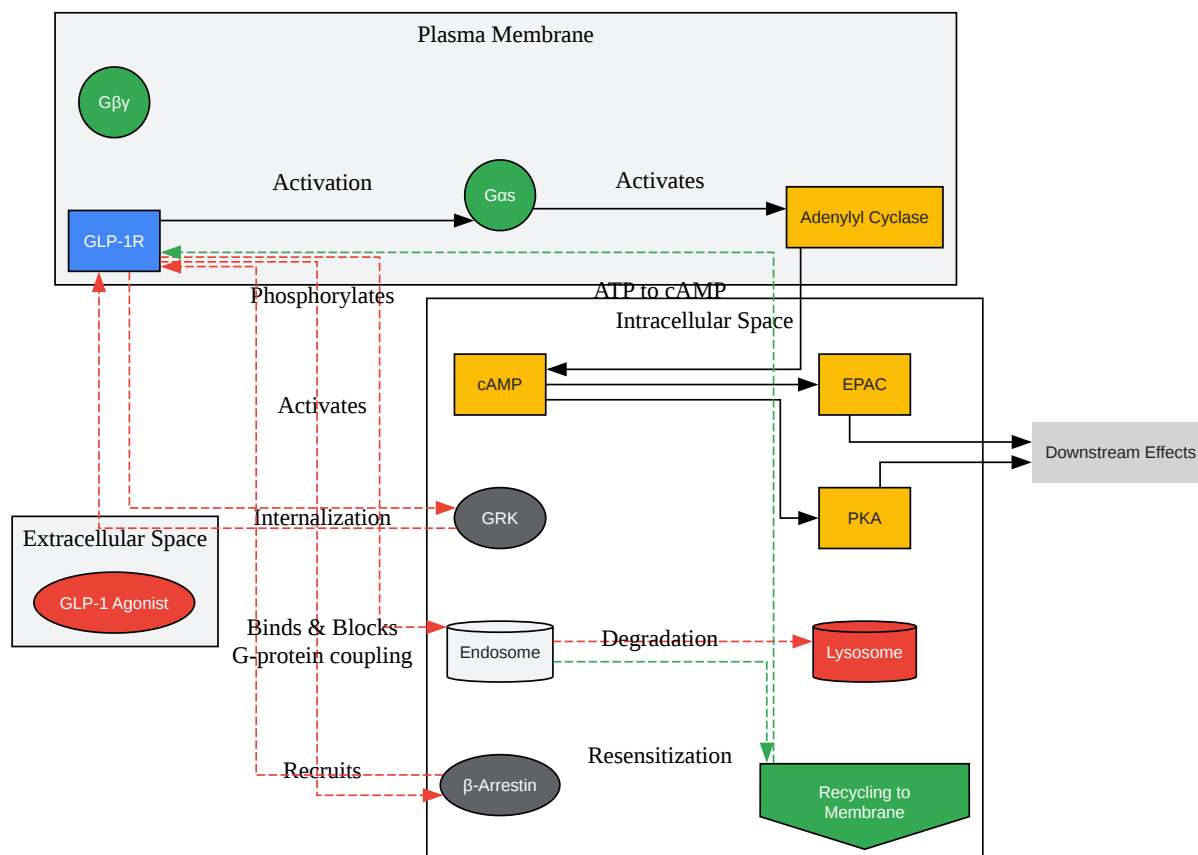 Plasma Membrane
Gβγ
Activation
Gαs
Activates
Adenylyl Cyclase
GLP-1R
Phosphorylates
ATP to cAMP
Intracellular Space
cAMP
EPAC
Activates
Downstream Effects
Internalization
GRK
PKA
Extracellular Space
GLP-1 Agonist
Binds & Blocks
G-protein coupling
Endosome
Degradation
Lysosome
Recruits
β-Arrestin
Resensitization
Recycling to
Membrane